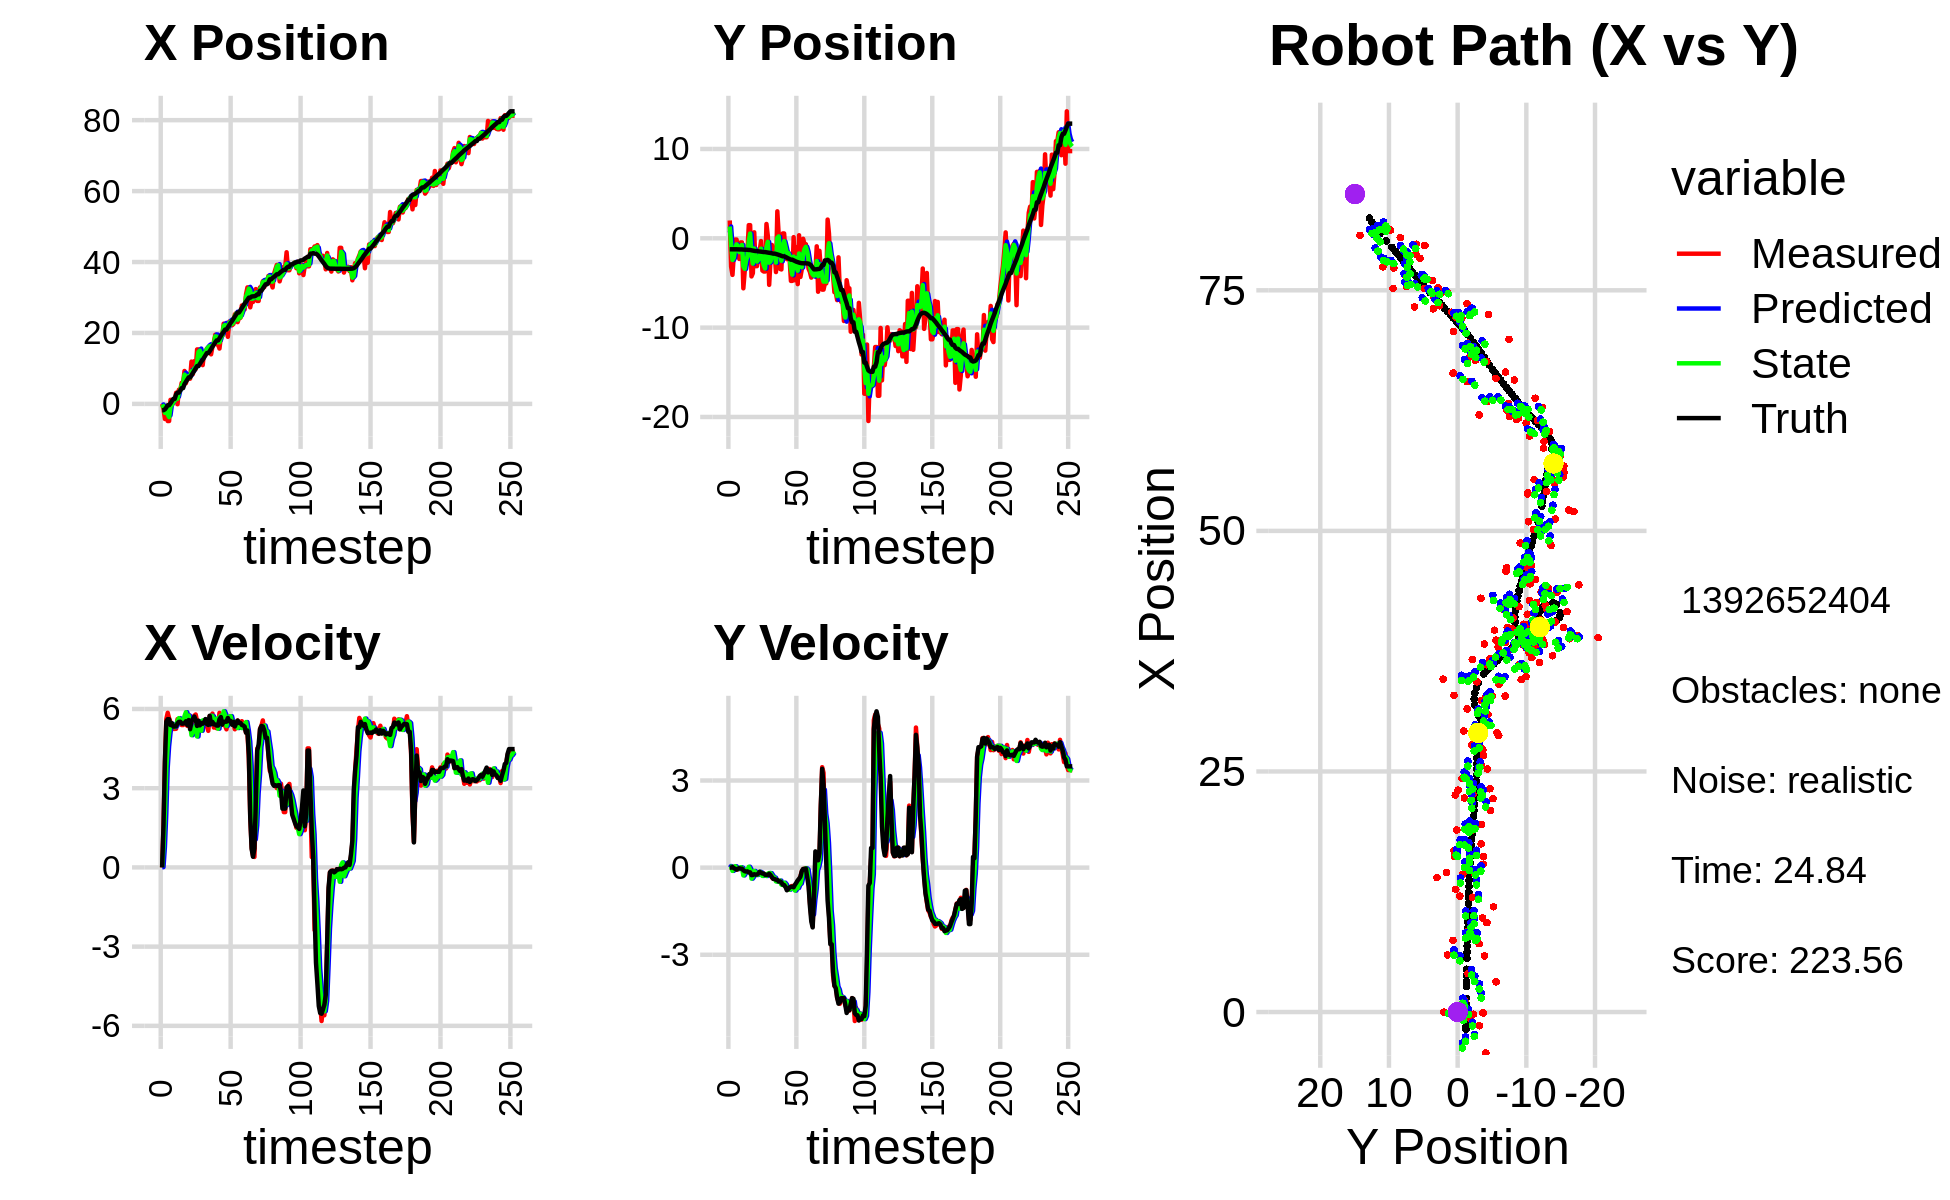 X Position
80
60
40
20
0
0 50 100 150 200 250
timestep
Y Position
10
0
-10
-20
0 50 100 150 200 250
timestep
X Velocity
6
3
0
-3
-6
0 50 100 150 200 250
timestep
Y Velocity
3
0
-3
0 50 100 150 200 250
timestep
Robot Path (X vs Y)
X Position
75
50
25
0
20 10 0 -10 -20
Y Position
variable
Measured
Predicted
State
Truth
1392652404
Obstacles: none
Noise: realistic
Time: 24.84
Score: 223.56